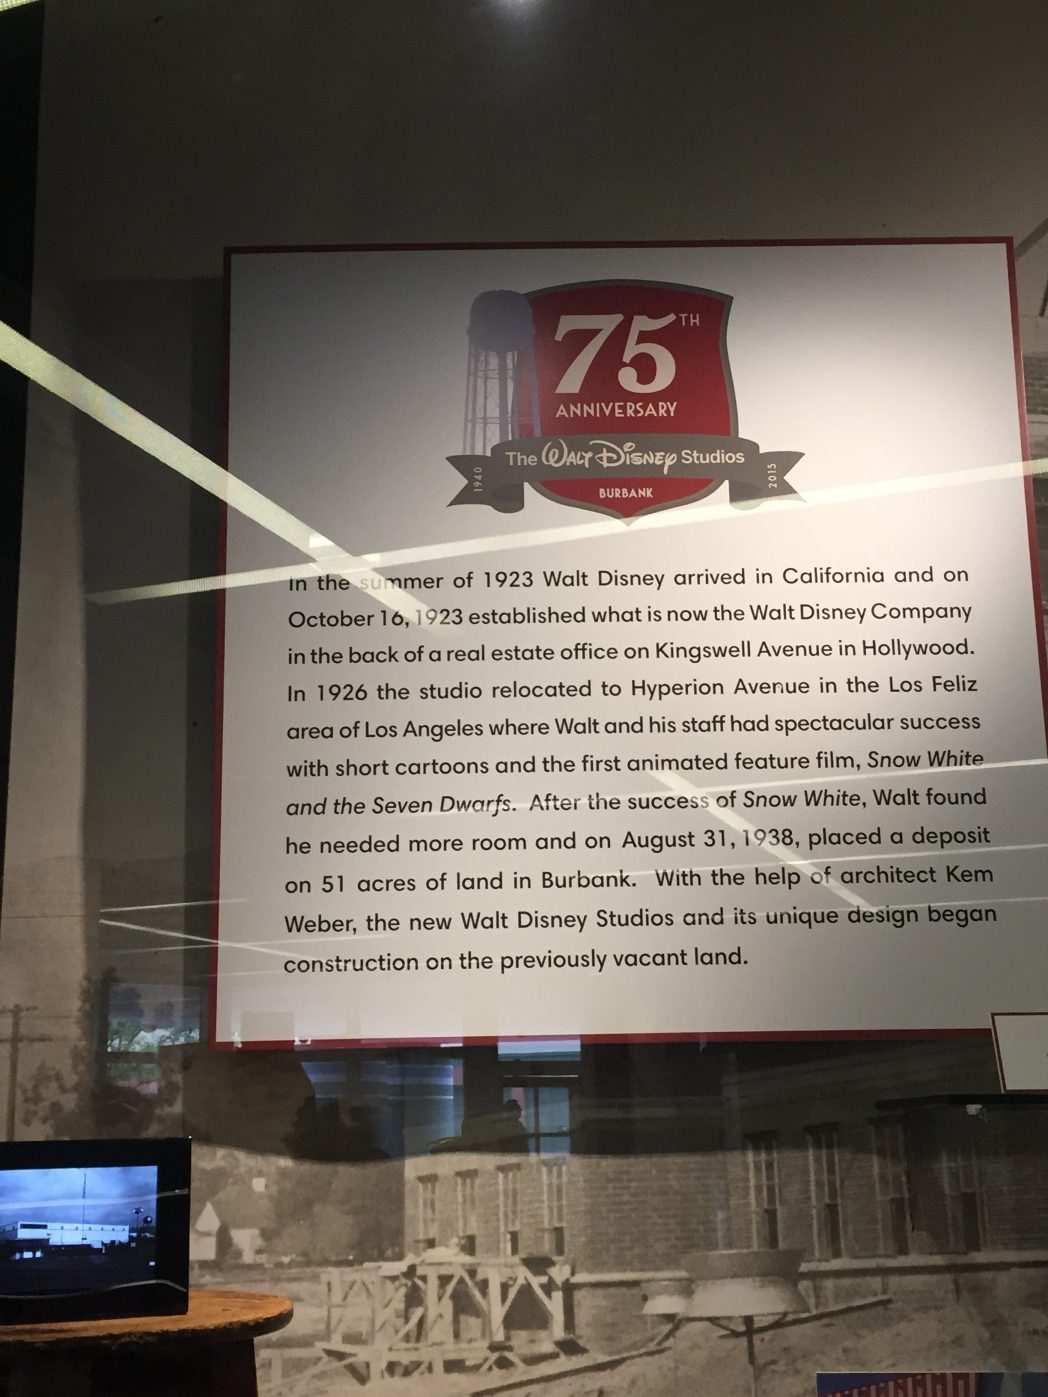 75TH
ANNIVERSARY
The Walt Disney Studios
1940
2015
BURBANK
In the summer of 1923 Walt Disney arrived in California and on
October 16, 1923 established what is now the Walt Disney Company
in the back of a real estate office on Kingswell Avenue in Hollywood.
In 1926 the studio relocated to Hyperion Avenue in the Los Feliz
area of Los Angeles where Walt and his staff had spectacular success
with short cartoons and the first animated feature film, Snow White
and the Seven Dwarfs. After the success of Snow White, Walt found
he needed more room and on August 31, 1938, placed a deposit
on 51 acres of land in Burbank. With the help of architect Kem
Weber, the new Walt Disney Studios and its unique design began
construction on the previously vacant land.